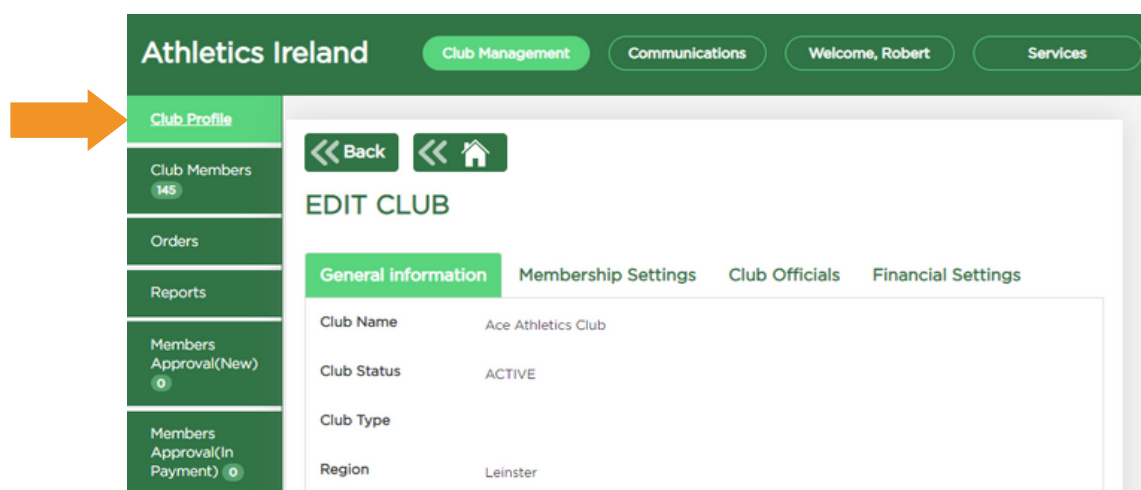 Athletics Ireland
Club Management
Communications
Welcome, Robert
Services
Club Profile
Club Members
145
Orders
Reports
Members
Approval(New)
0
Members
Approval(In
Payment) 0
Back
EDIT CLUB
General information
Membership Settings
Club Officials
Financial Settings
Club Name
Ace Athletics Club
Club Status
ACTIVE
Club Type
Region
Leinster